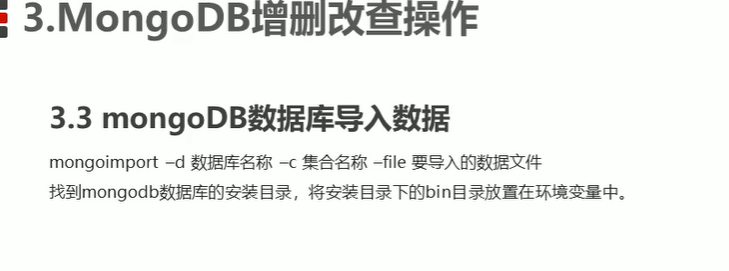 3.MongoDB增删改查操作
3.3 mongoDB数据库导入数据
mongoimport –d 数据库名称 –c 集合名称 –file 要导入的数据文件
找到mongodb数据库的安装目录，将安装目录下的bin目录放置在环境变量中。